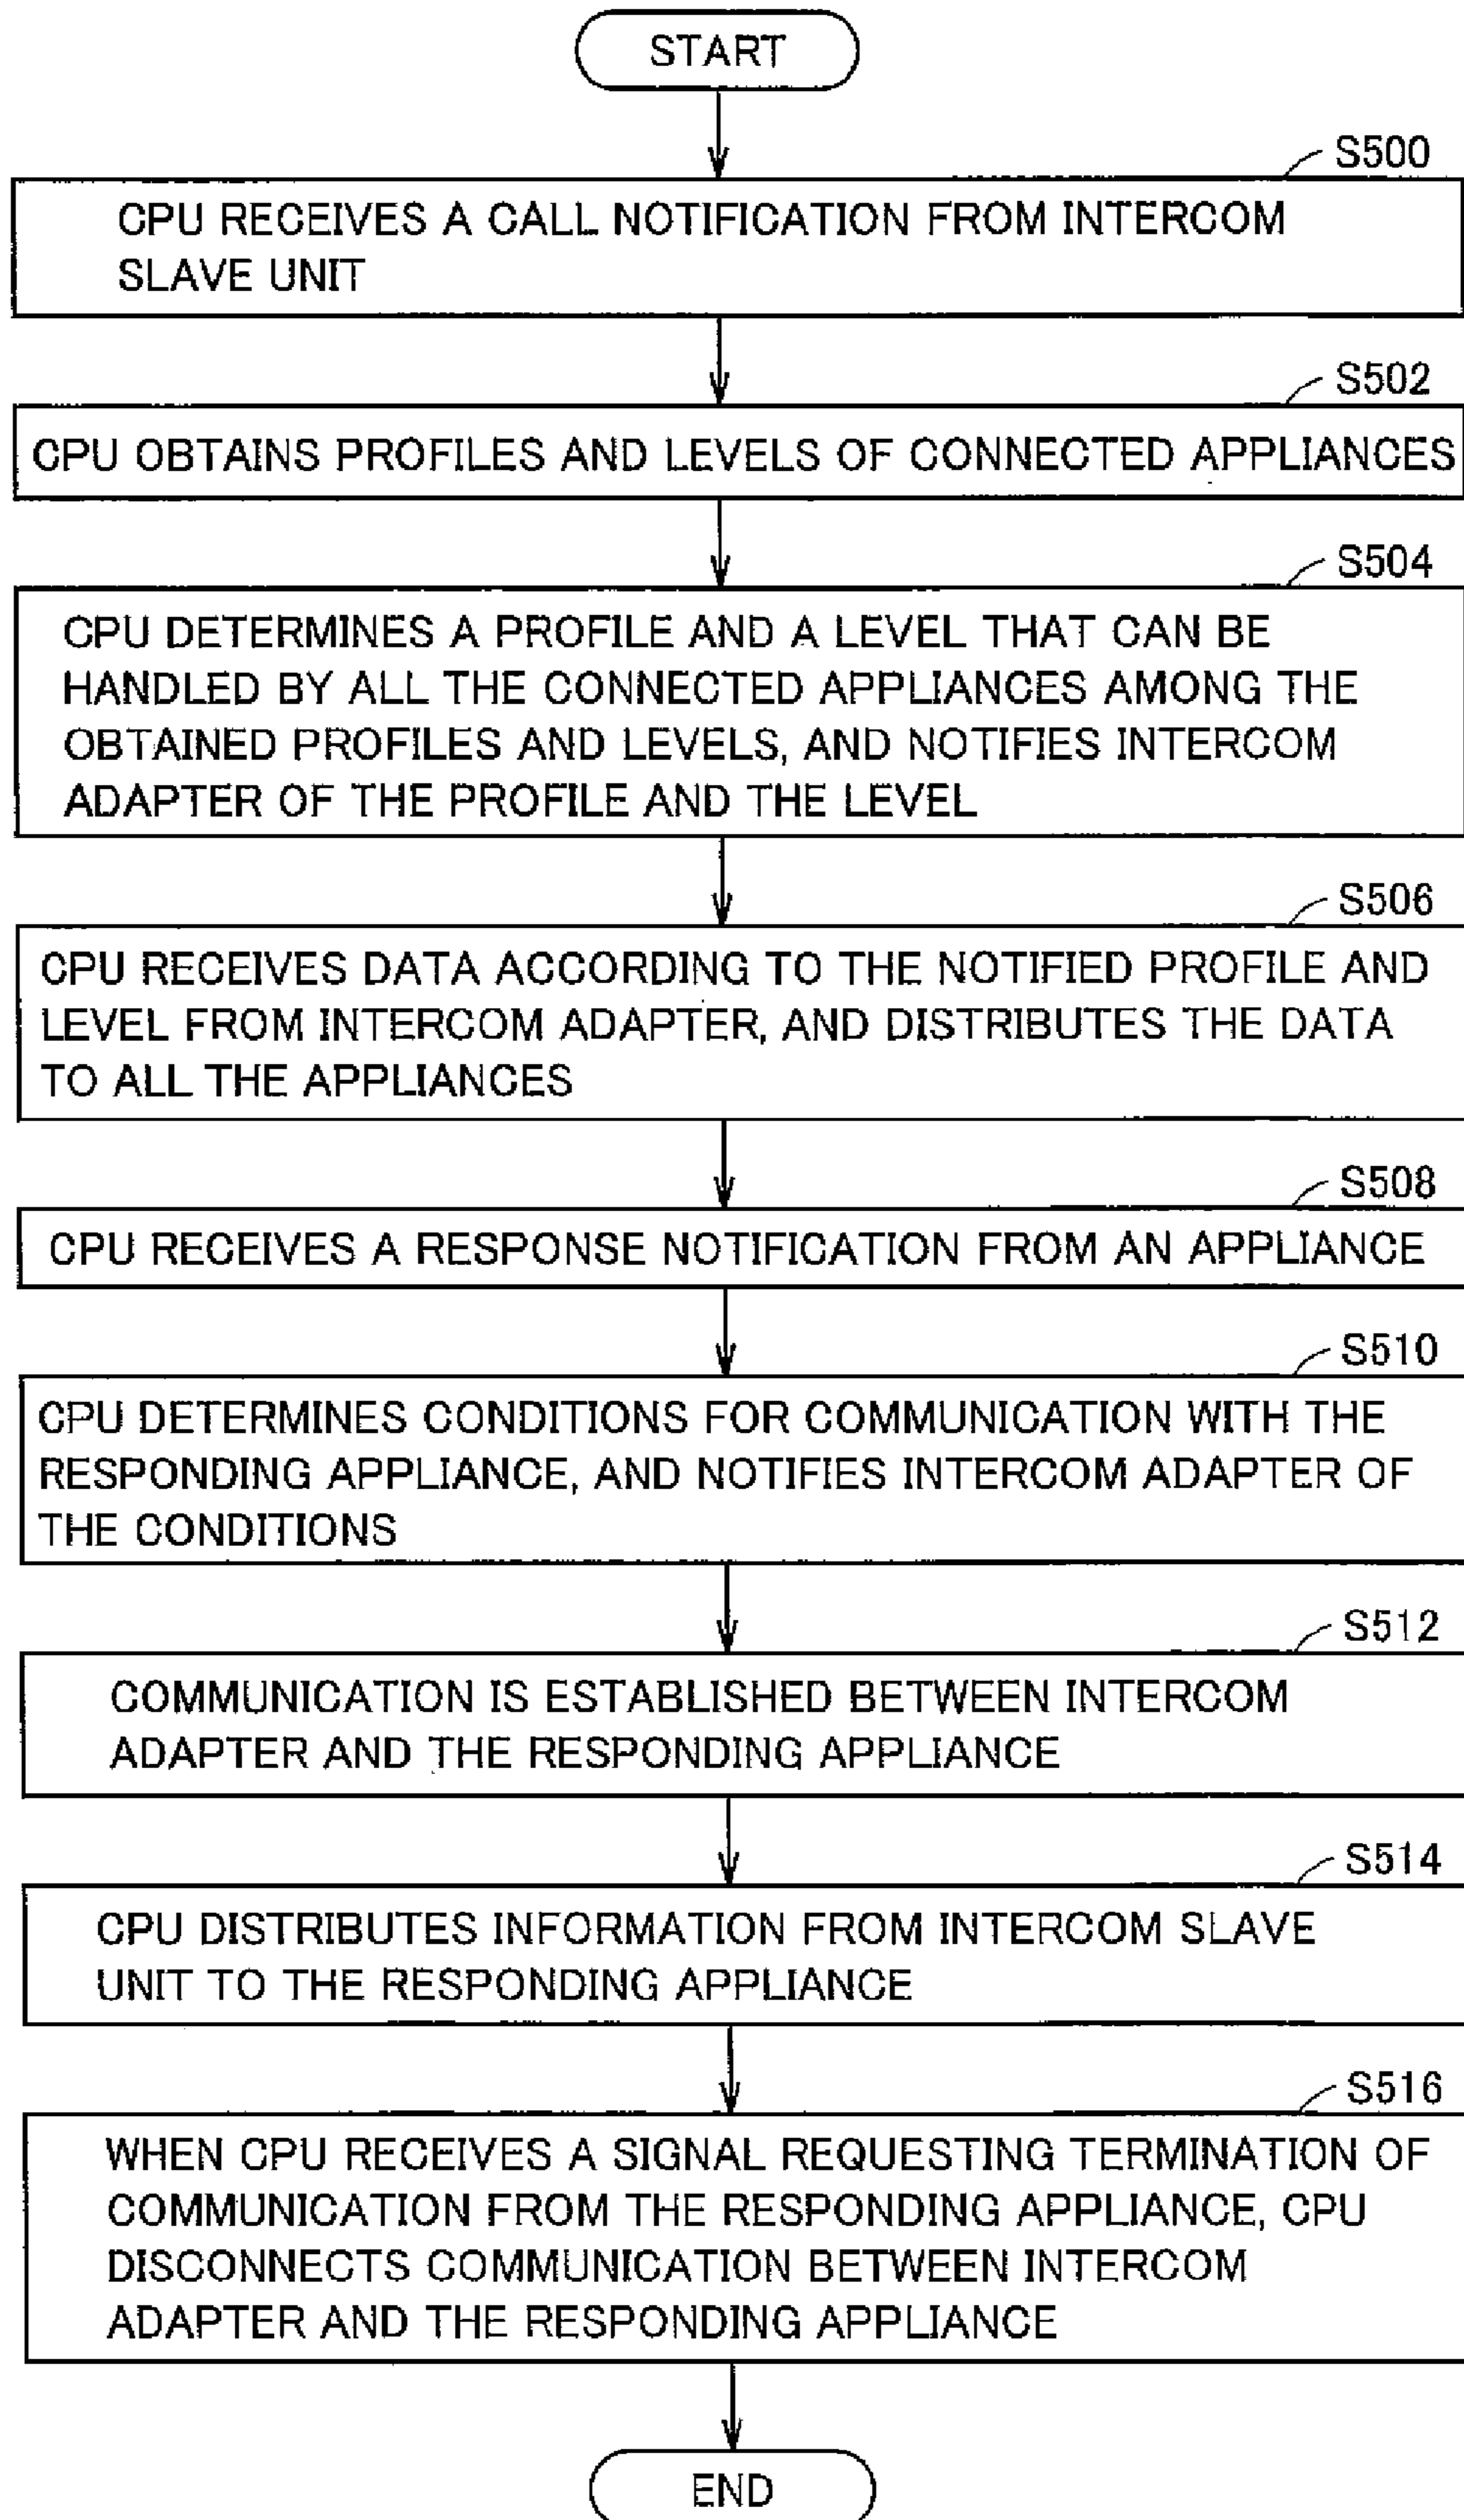 START
S500
CPU RECEIVES A CALL NOTIFICATION FROM INTERCOM
SLAVE UNIT
S502
CPU OBTAINS PROFILES AND LEVELS OF CONNECTED APPLIANCES
S504
CPU DETERMINES A PROFILE AND A LEVEL THAT CAN BE
HANDLED BY ALL THE CONNECTED APPLIANCES AMONG THE
OBTAINED PROFILES AND LEVELS, AND NOTIFIES INTERCOM
ADAPTER OF THE PROFILE AND THE LEVEL
S506
CPU RECEIVES DATA ACCORDING TO THE NOTIFIED PROFILE AND
LEVEL FROM INTERCOM ADAPTER, AND DISTRIBUTES THE DATA
TO ALL THE APPLIANCES
S508
CPU RECEIVES A RESPONSE NOTIFICATION FROM AN APPLIANCE
S510
CPU DETERMINES CONDITIONS FOR COMMUNICATION WITH THE
RESPONDING APPLIANCE, AND NOTIFIES INTERCOM ADAPTER OF
THE CONDITIONS
S512
COMMUNICATION IS ESTABLISHED BETWEEN INTERCOM
ADAPTER AND THE RESPONDING APPLIANCE
S514
CPU DISTRIBUTES INFORMATION FROM INTERCOM SLAVE
UNIT TO THE RESPONDING APPLIANCE
S516
WHEN CPU RECEIVES A SIGNAL REQUESTING TERMINATION OF
COMMUNICATION FROM THE RESPONDING APPLIANCE, CPU
DISCONNECTS COMMUNICATION BETWEEN INTERCOM
ADAPTER AND THE RESPONDING APPLIANCE
END